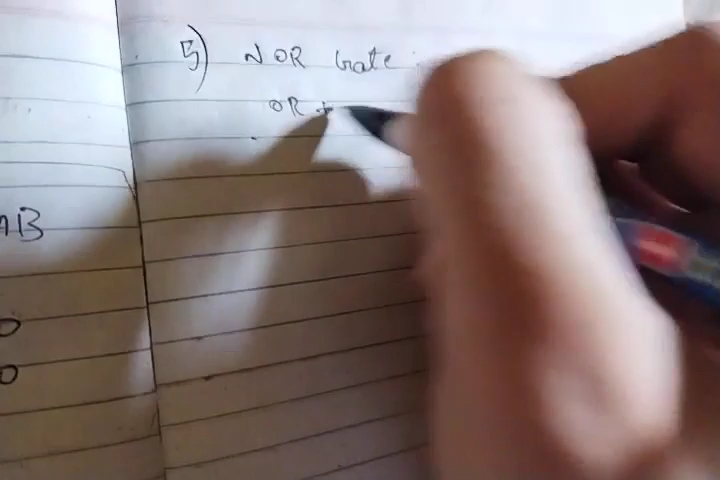 5) NOR Gate :
OR +
AB
0
0